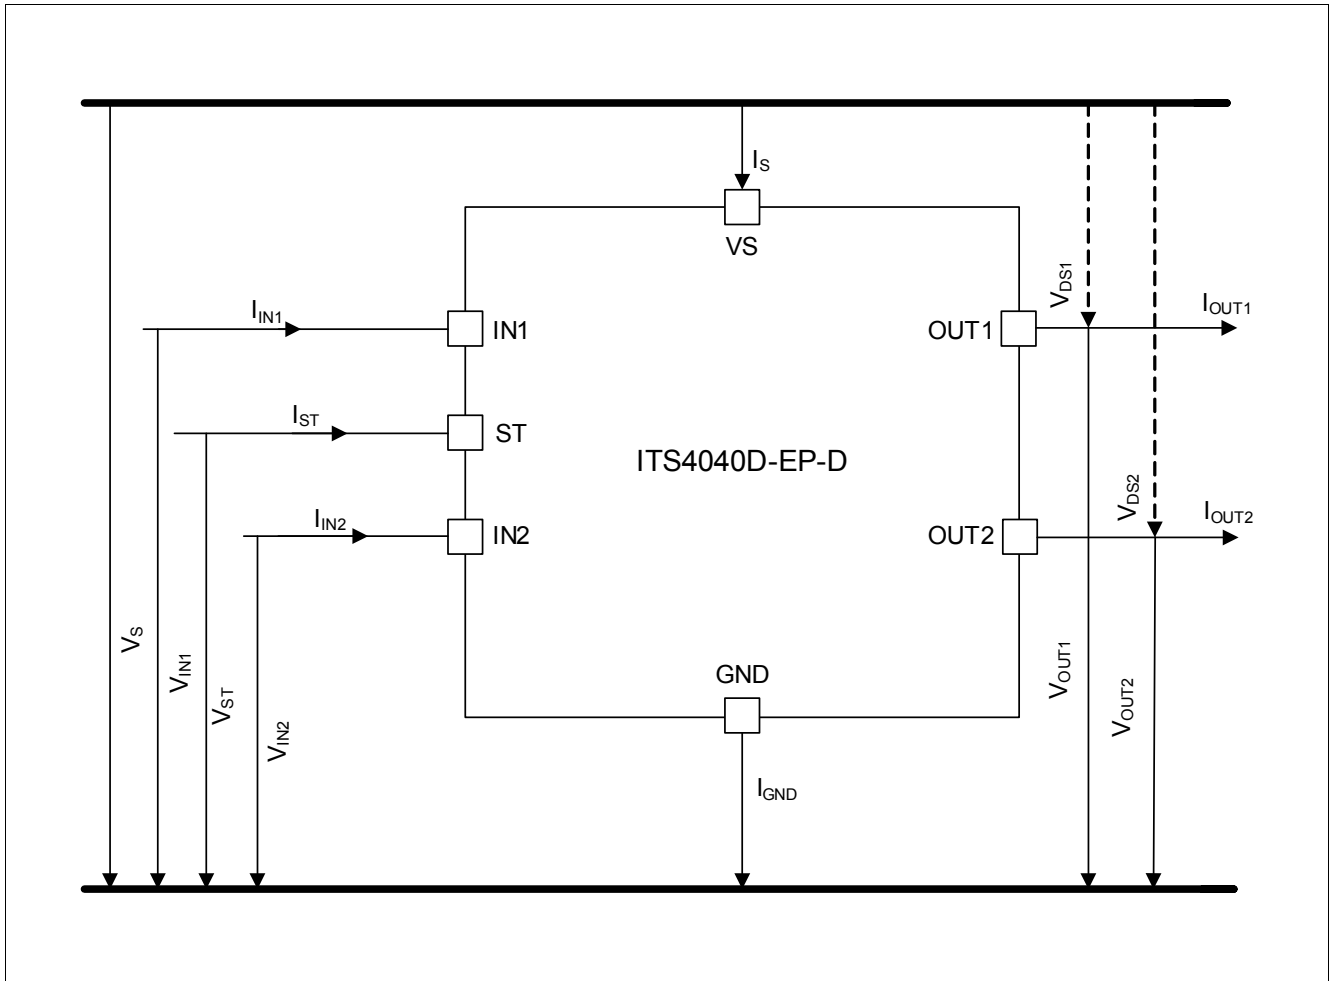 I_S
VS
V_DS1
I_IN1
IN1
OUT1
I_OUT1
I_ST
ST
ITS4040D-EP-D
V_DS2
I_IN2
IN2
OUT2
I_OUT2
V_S
V_IN1
V_ST
V_IN2
GND
V_OUT1
V_OUT2
I_GND